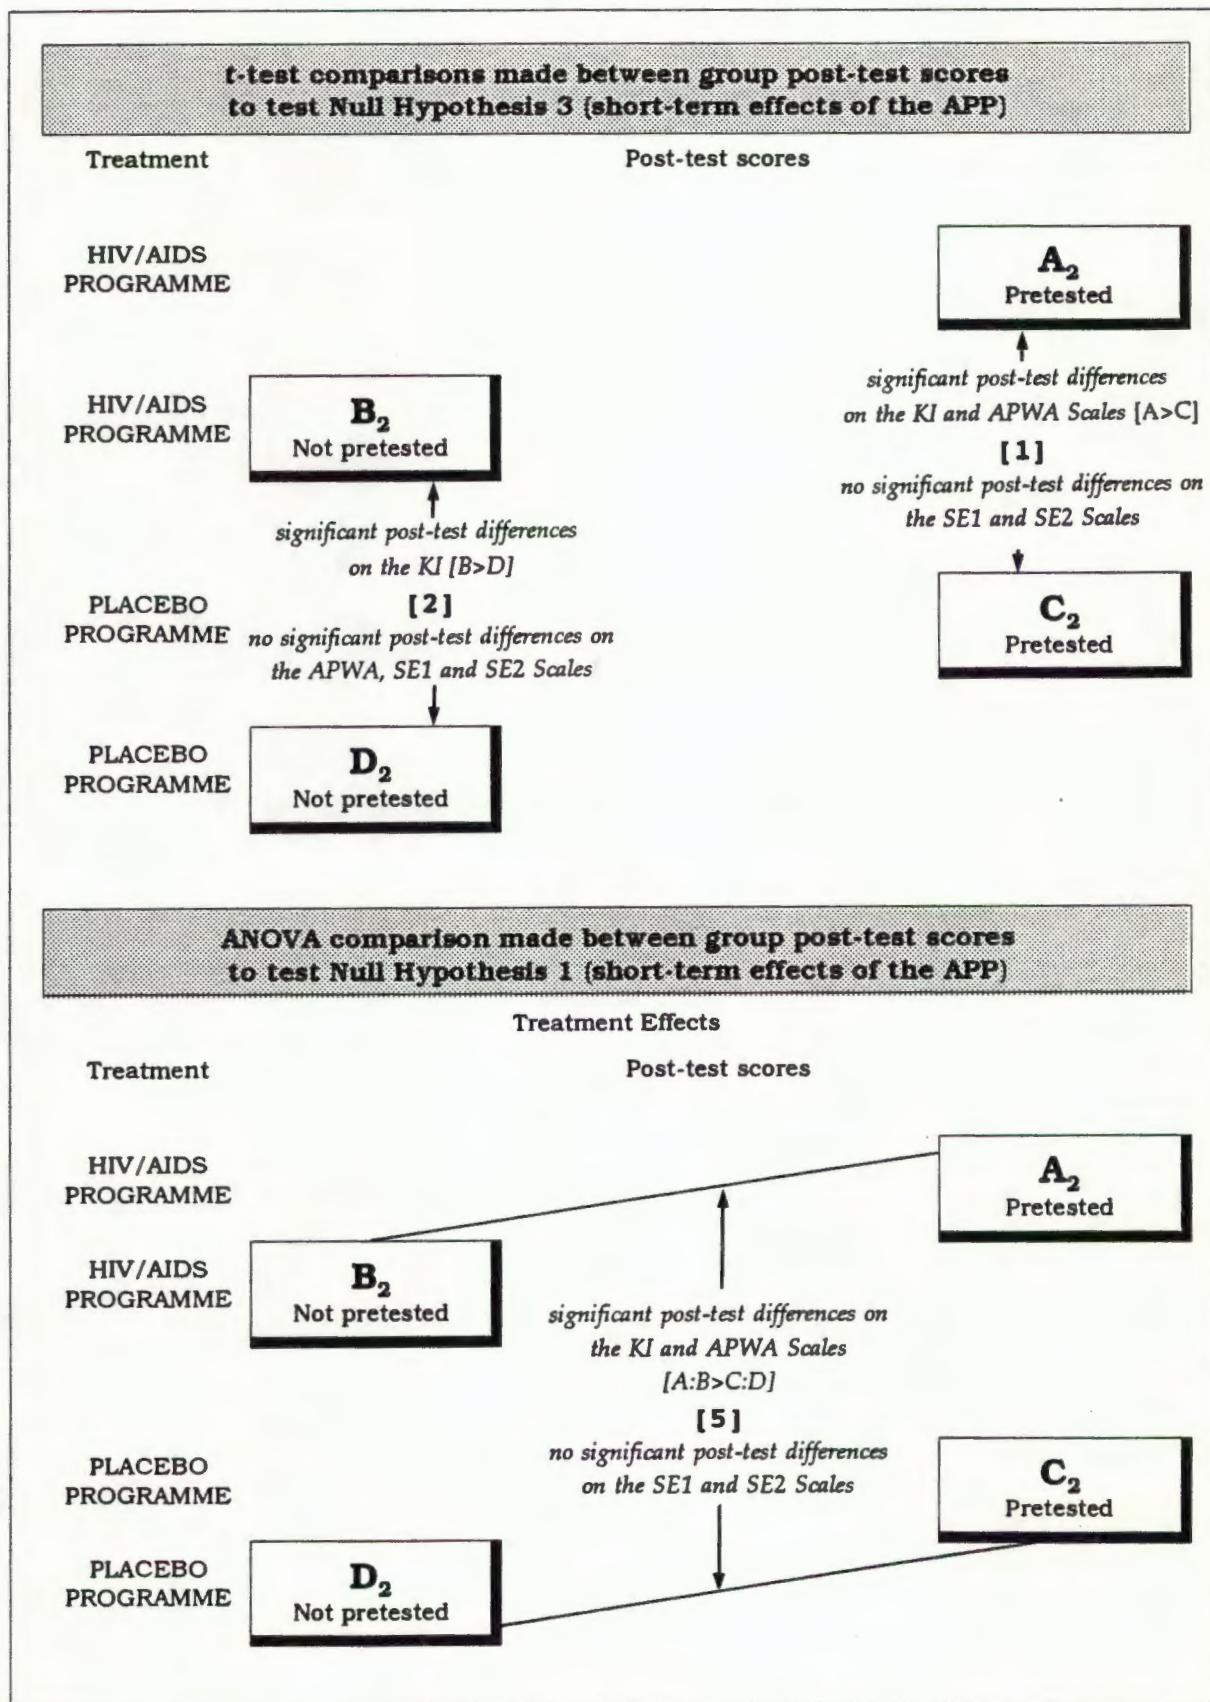 t-test comparisons made between group post-test scores
to test Null Hypothesis 3 (short-term effects of the APP)
Treatment
Post-test scores
HIV/AIDS
PROGRAMME
A₂
Pretested
significant post-test differences
on the KI and APWA Scales [A>C]
[1]
no significant post-test differences on
the SE1 and SE2 Scales
HIV/AIDS
PROGRAMME
B₂
Not pretested
significant post-test differences
on the KI [B>D]
[2]
no significant post-test differences on
the APWA, SE1 and SE2 Scales
PLACEBO
PROGRAMME
C₂
Pretested
PLACEBO
PROGRAMME
D₂
Not pretested
ANOVA comparison made between group post-test scores
to test Null Hypothesis 1 (short-term effects of the APP)
Treatment Effects
Treatment
Post-test scores
HIV/AIDS
PROGRAMME
A₂
Pretested
HIV/AIDS
PROGRAMME
B₂
Not pretested
significant post-test differences on
the KI and APWA Scales
[A:B>C:D]
[5]
no significant post-test differences
on the SE1 and SE2 Scales
PLACEBO
PROGRAMME
C₂
Pretested
PLACEBO
PROGRAMME
D₂
Not pretested